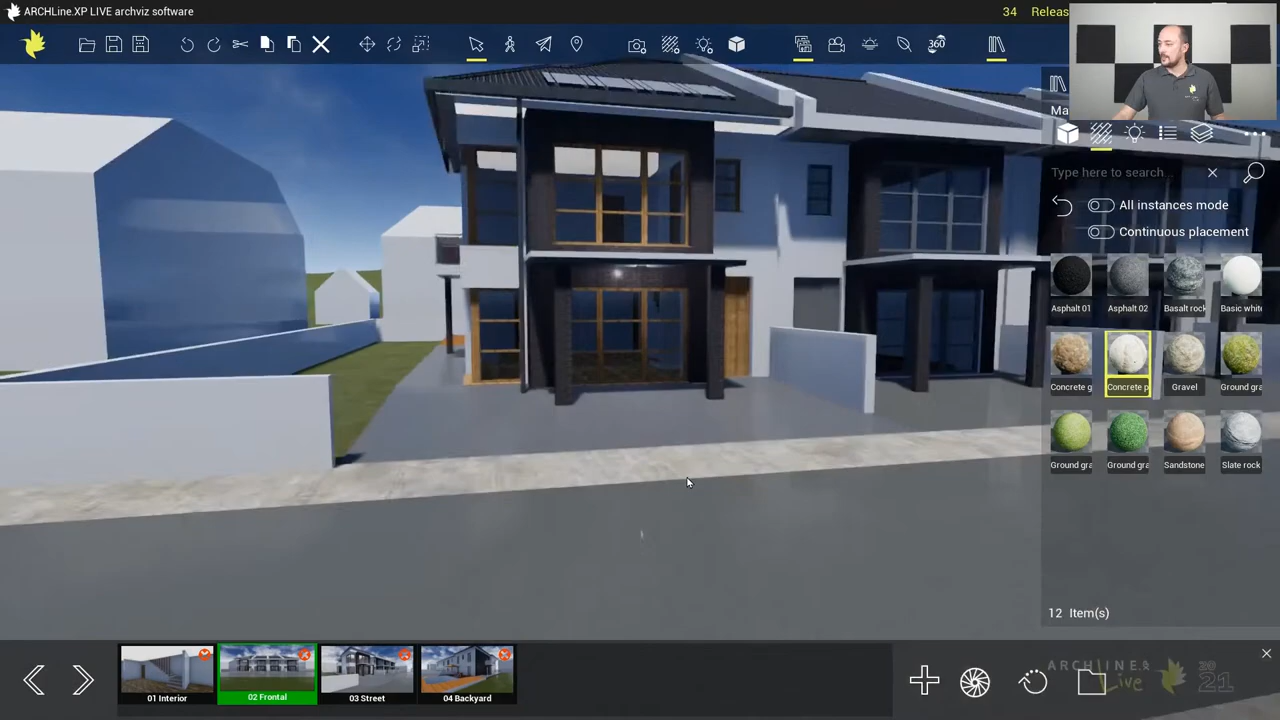 ARCHLine.XP LIVE archviz software
34 Releas
360
Ma
Type here to search...
All instances mode
Continuous placement
Asphalt 01 Asphalt 02 Basalt rock Basic white
Concrete g Concrete p Gravel Ground gra
Ground gra Ground gra Sandstone Slate rock
12 Item(s)
01 Interior 02 Frontal 03 Street 04 Backyard
ARCHLINE.X
Live 2021